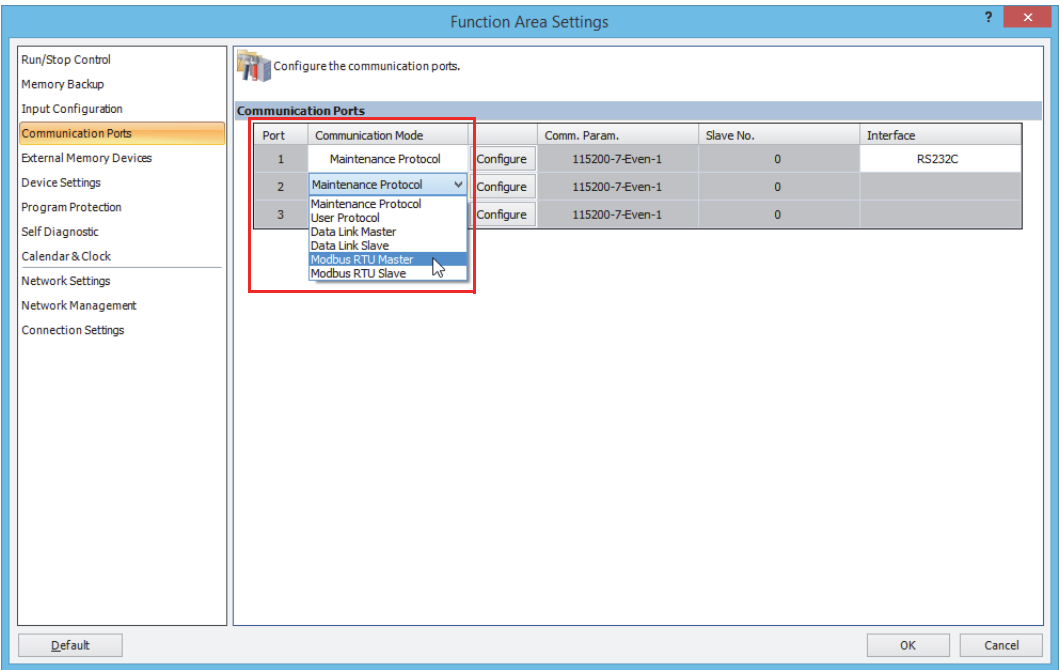 Function Area Settings
?
Run/Stop Control
Memory Backup
Input Configuration
Communication Ports
External Memory Devices
Device Settings
Program Protection
Self Diagnostic
Calendar & Clock
Network Settings
Network Management
Connection Settings
Configure the communication ports.
Communication Ports
Port Communication Mode Comm. Param. Slave No. Interface
1 Maintenance Protocol Configure 115200-7-Even-1 0 RS232C
2 Maintenance Protocol Configure 115200-7-Even-1 0
3 Configure 115200-7-Even-1 0
Maintenance Protocol
User Protocol
Data Link Master
Data Link Slave
Modbus RTU Master
Modbus RTU Slave
Default OK Cancel